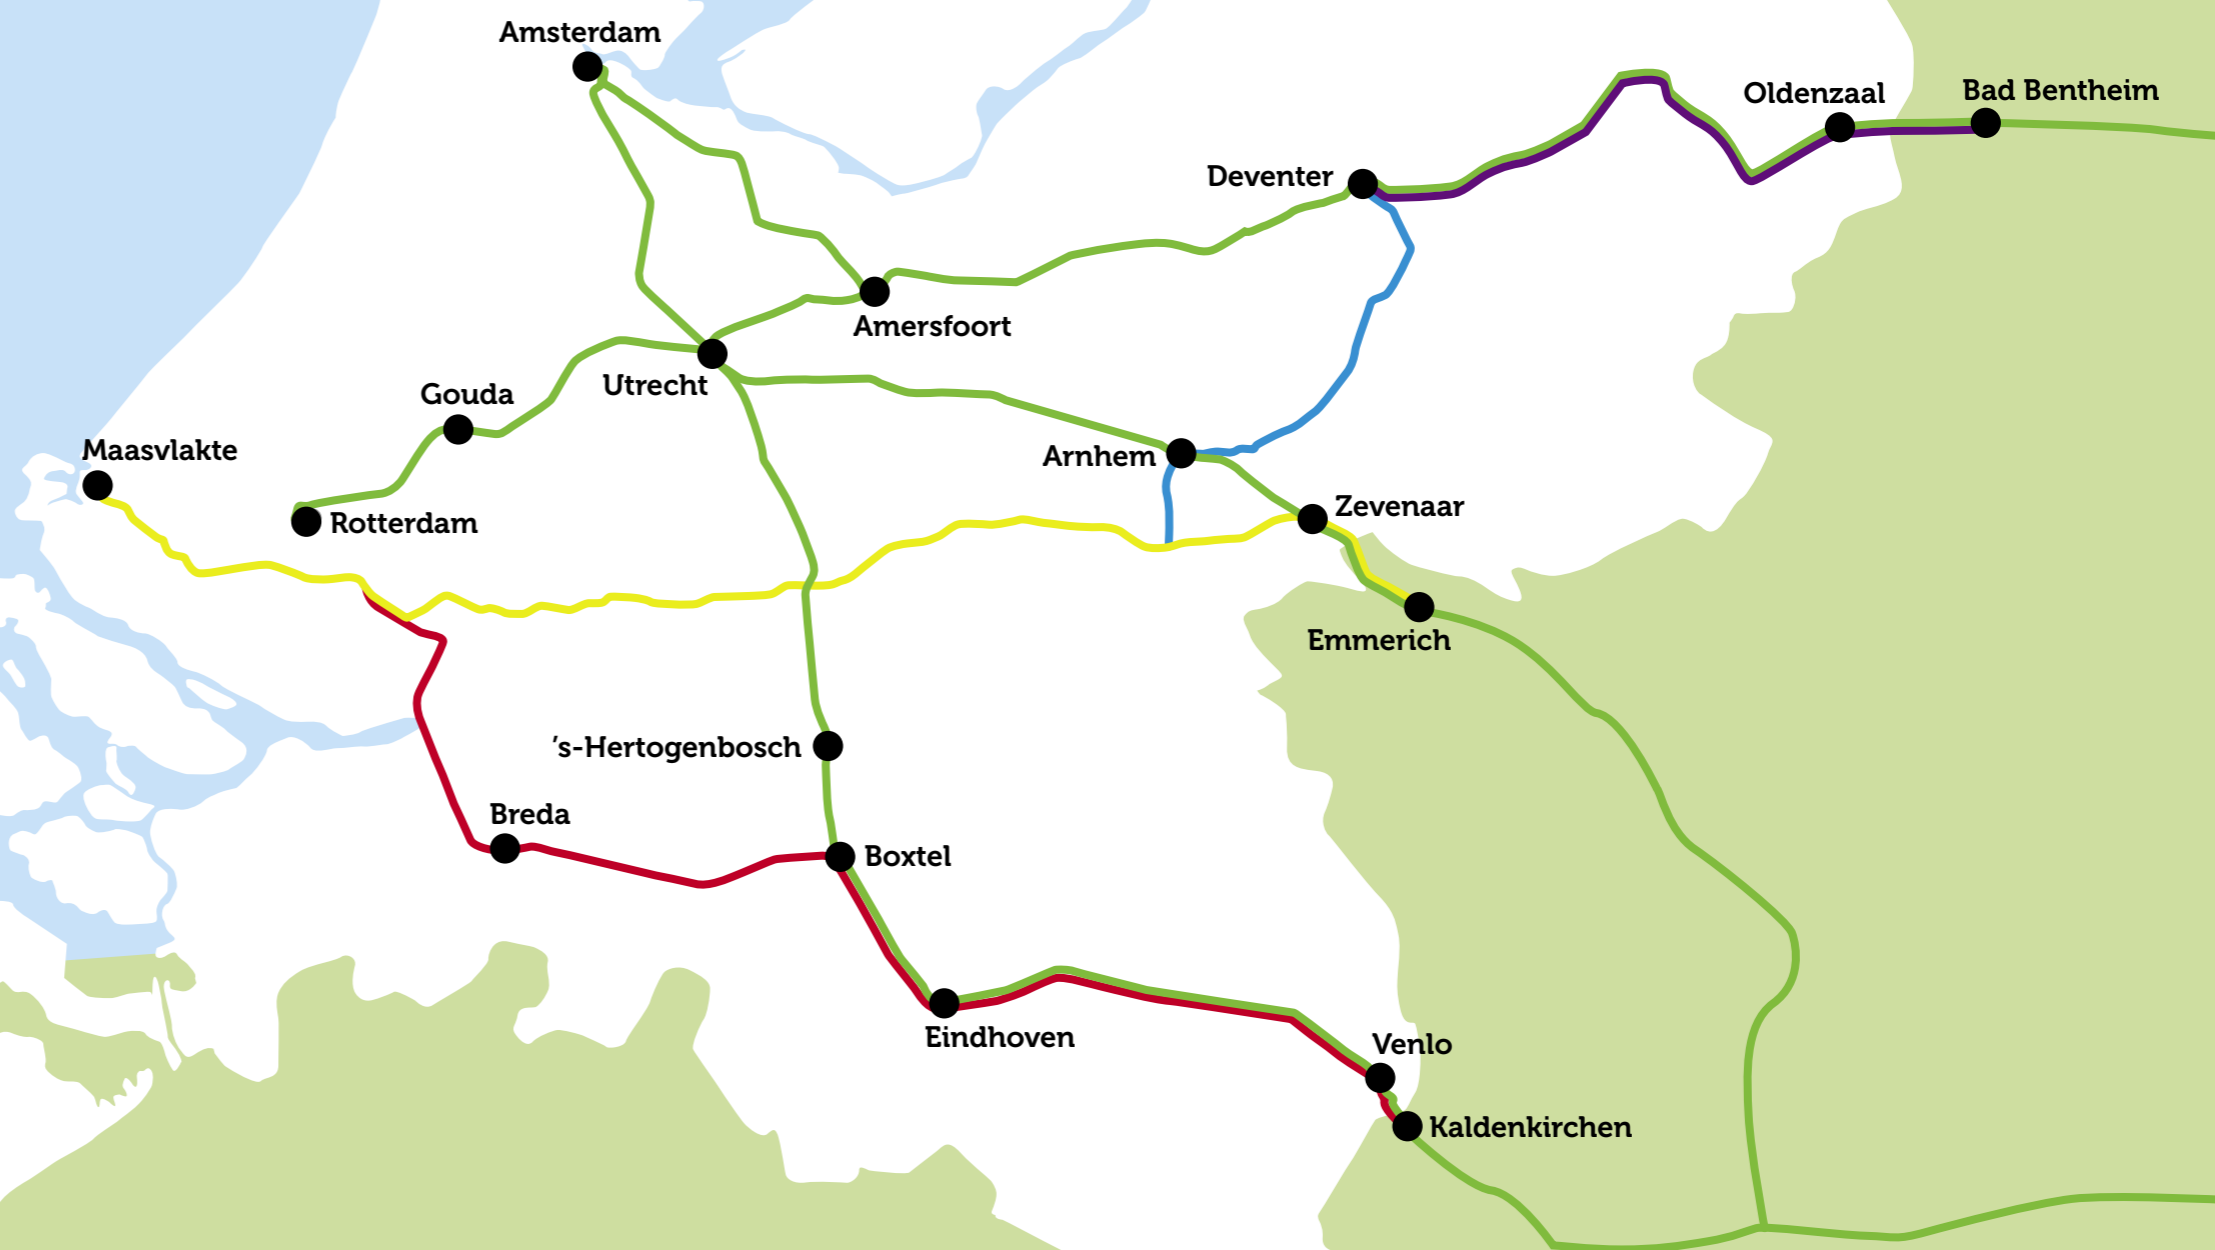 Amsterdam
Oldenzaal
Bad Bentheim
Deventer
Amersfoort
Utrecht
Gouda
Maasvlakte
Arnhem
Rotterdam
Zevenaar
Emmerich
’s-Hertogenbosch
Breda
Boxtel
Eindhoven
Venlo
Kaldenkirchen